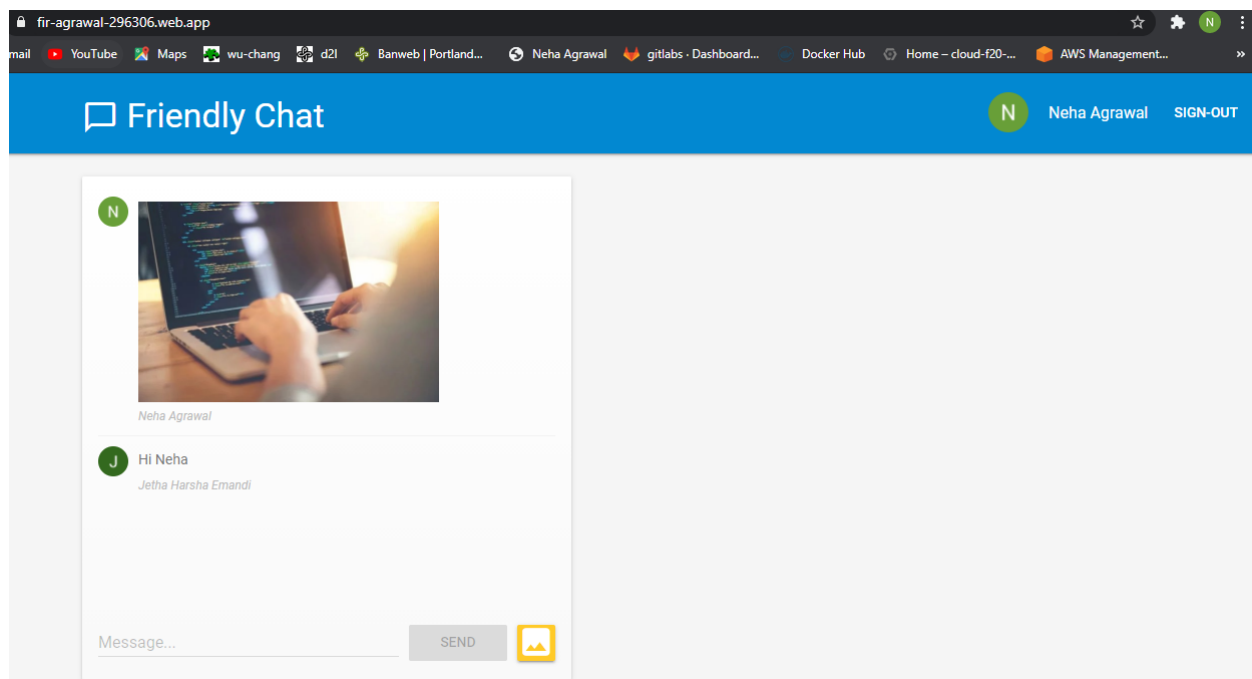 fir-agrawal-296306.web.app
N
mail YouTube Maps wu-chang d2l Banweb | Portland... Neha Agrawal gitlabs · Dashboard... Docker Hub Home – cloud-f20-... AWS Management... »
Friendly Chat
N Neha Agrawal SIGN-OUT
N
Neha Agrawal
J Hi Neha
Jetha Harsha Emandi
Message... SEND